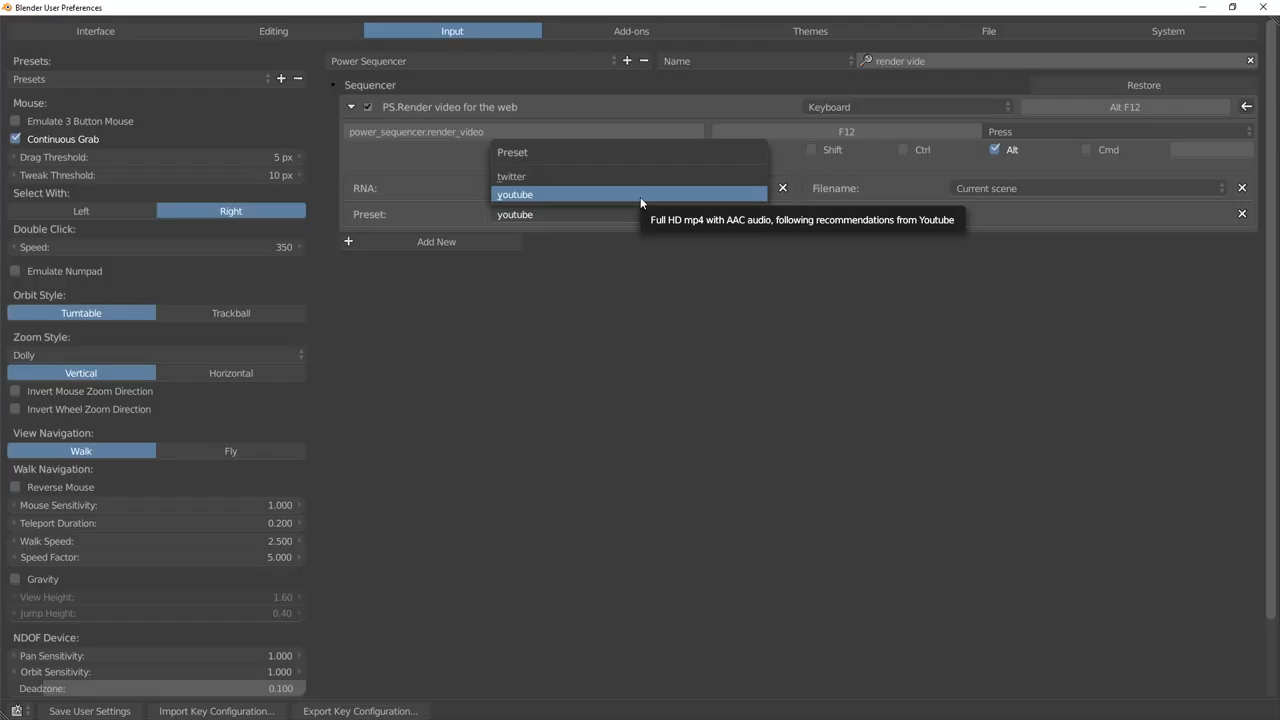 Blender User Preferences
Interface
Editing
Input
Add-ons
Themes
File
System
Presets:
Presets
Mouse:
Emulate 3 Button Mouse
Continuous Grab
Drag Threshold: 5 px
Tweak Threshold: 10 px
Select With:
Left
Right
Double Click:
Speed: 350
Emulate Numpad
Orbit Style:
Turntable
Trackball
Zoom Style:
Dolly
Vertical
Horizontal
Invert Mouse Zoom Direction
Invert Wheel Zoom Direction
View Navigation:
Walk
Fly
Walk Navigation:
Reverse Mouse
Mouse Sensitivity: 1.000
Teleport Duration: 0.200
Walk Speed: 2.500
Speed Factor: 5.000
Gravity
View Height: 1.60
Jump Height: 0.40
NDOF Device:
Pan Sensitivity: 1.000
Orbit Sensitivity: 1.000
Deadzone: 0.100
Power Sequencer
Name
render vide
Sequencer
Restore
PS.Render video for the web
Keyboard
Alt F12
power_sequencer.render_video
F12
Press
Shift
Ctrl
Alt
Cmd
Preset
twitter
youtube
RNA:
Filename:
Current scene
Preset:
youtube
Full HD mp4 with AAC audio, following recommendations from Youtube
Add New
Save User Settings
Import Key Configuration...
Export Key Configuration...